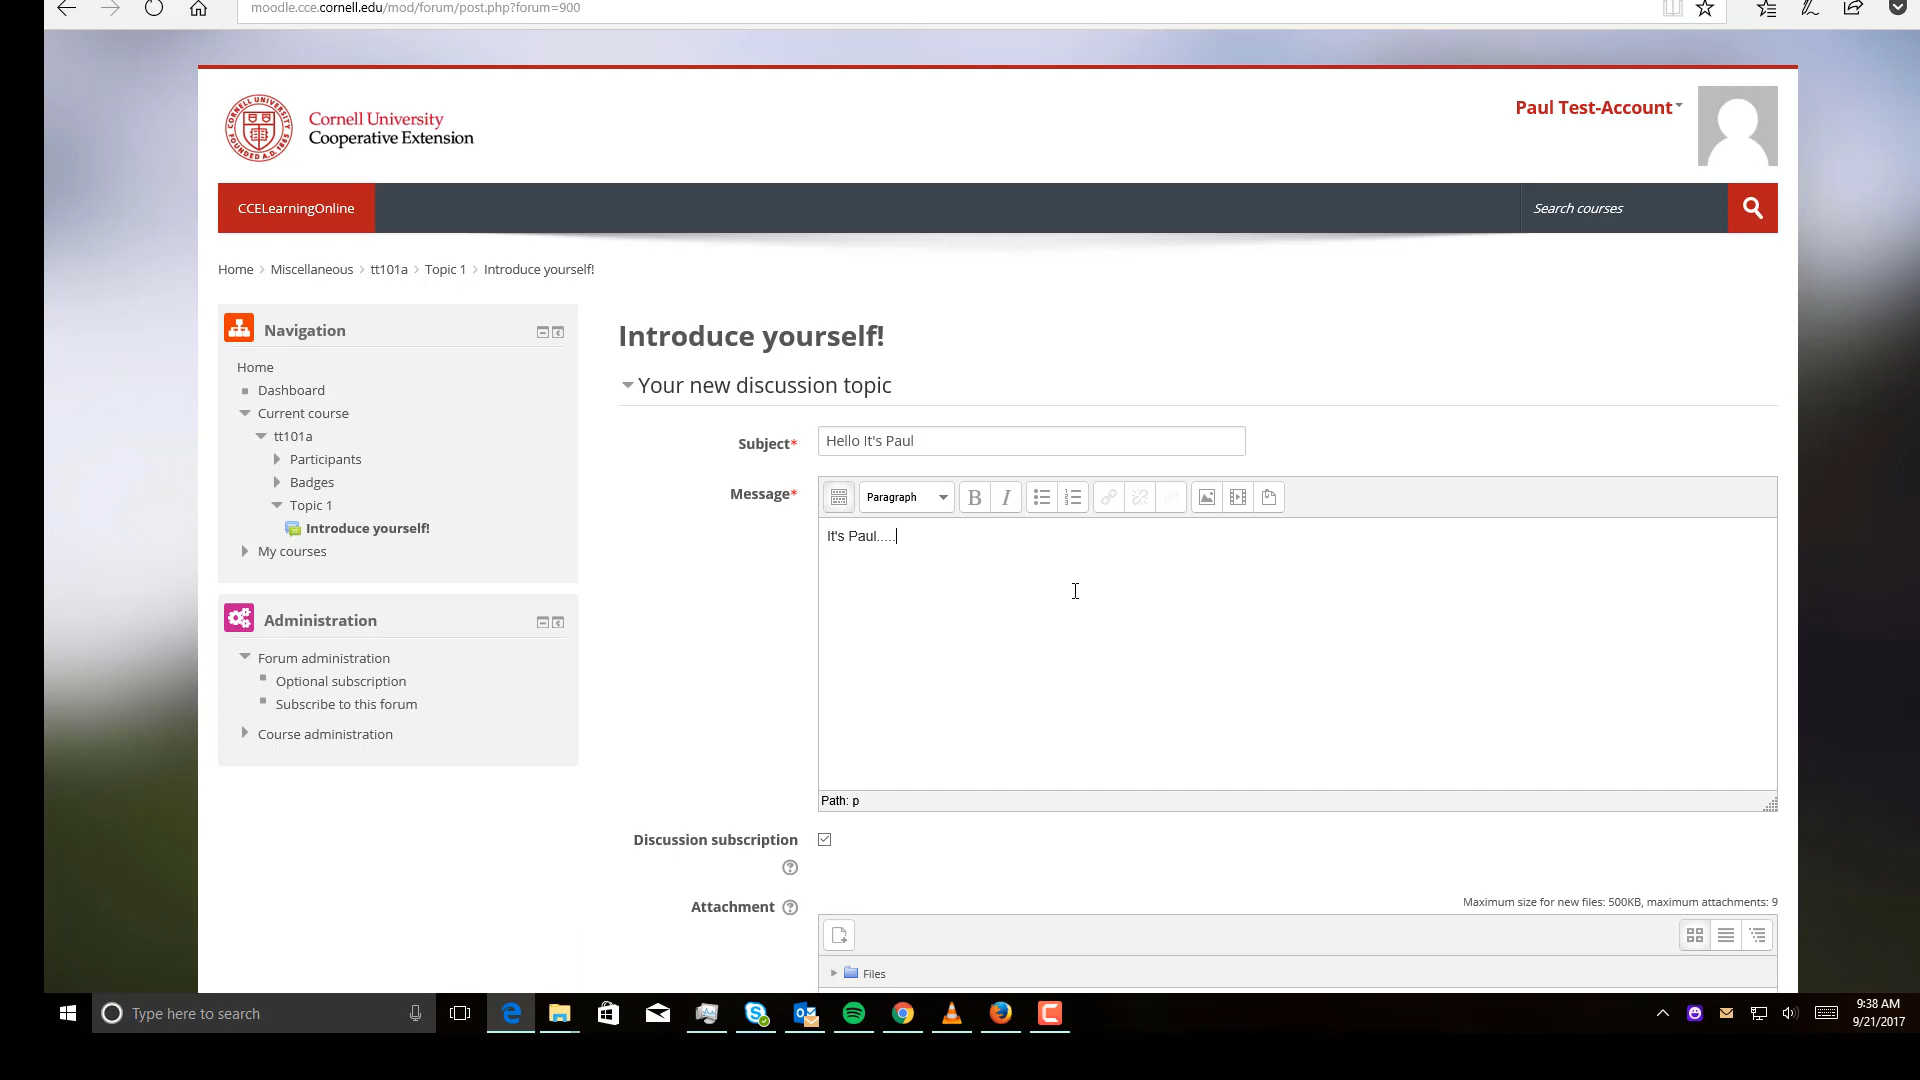 moodle.cce.cornell.edu/mod/forum/post.php?forum=900
Cornell University
Cooperative Extension
Paul Test-Account
CCELearningOnline
Search courses
Home
Miscellaneous
tt101a
Topic 1
Introduce yourself!
Navigation
Home
Dashboard
Current course
tt101a
Participants
Badges
Topic 1
Introduce yourself!
My courses
Administration
Forum administration
Optional subscription
Subscribe to this forum
Course administration
Introduce yourself!
Your new discussion topic
Subject* Hello It's Paul
Message* Paragraph B I
It's Paul.....
Path: p
Discussion subscription
Attachment
Maximum size for new files: 500KB, maximum attachments: 9
Files
Type here to search
9:38 AM
9/21/2017